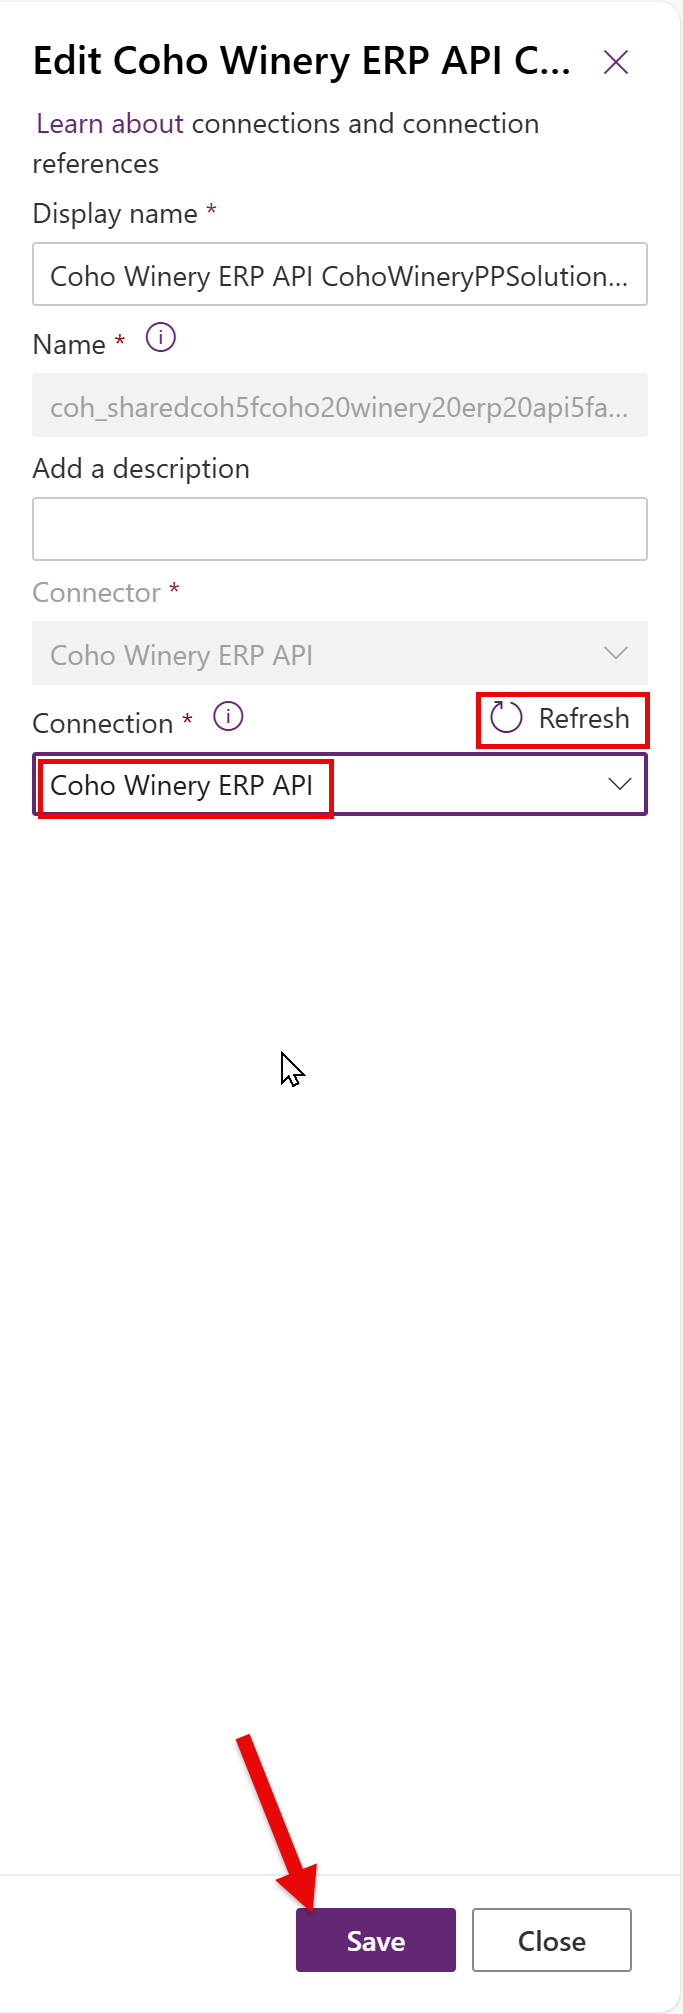 Edit Coho Winery ERP API C...
Learn about connections and connection
references
Display name *
Coho Winery ERP API CohoWineryPPSolution...
Name *
coh_sharedcoh5fcoho20winery20erp20api5fa...
Add a description
Connector *
Coho Winery ERP API
Connection *
Refresh
Coho Winery ERP API
Save
Close